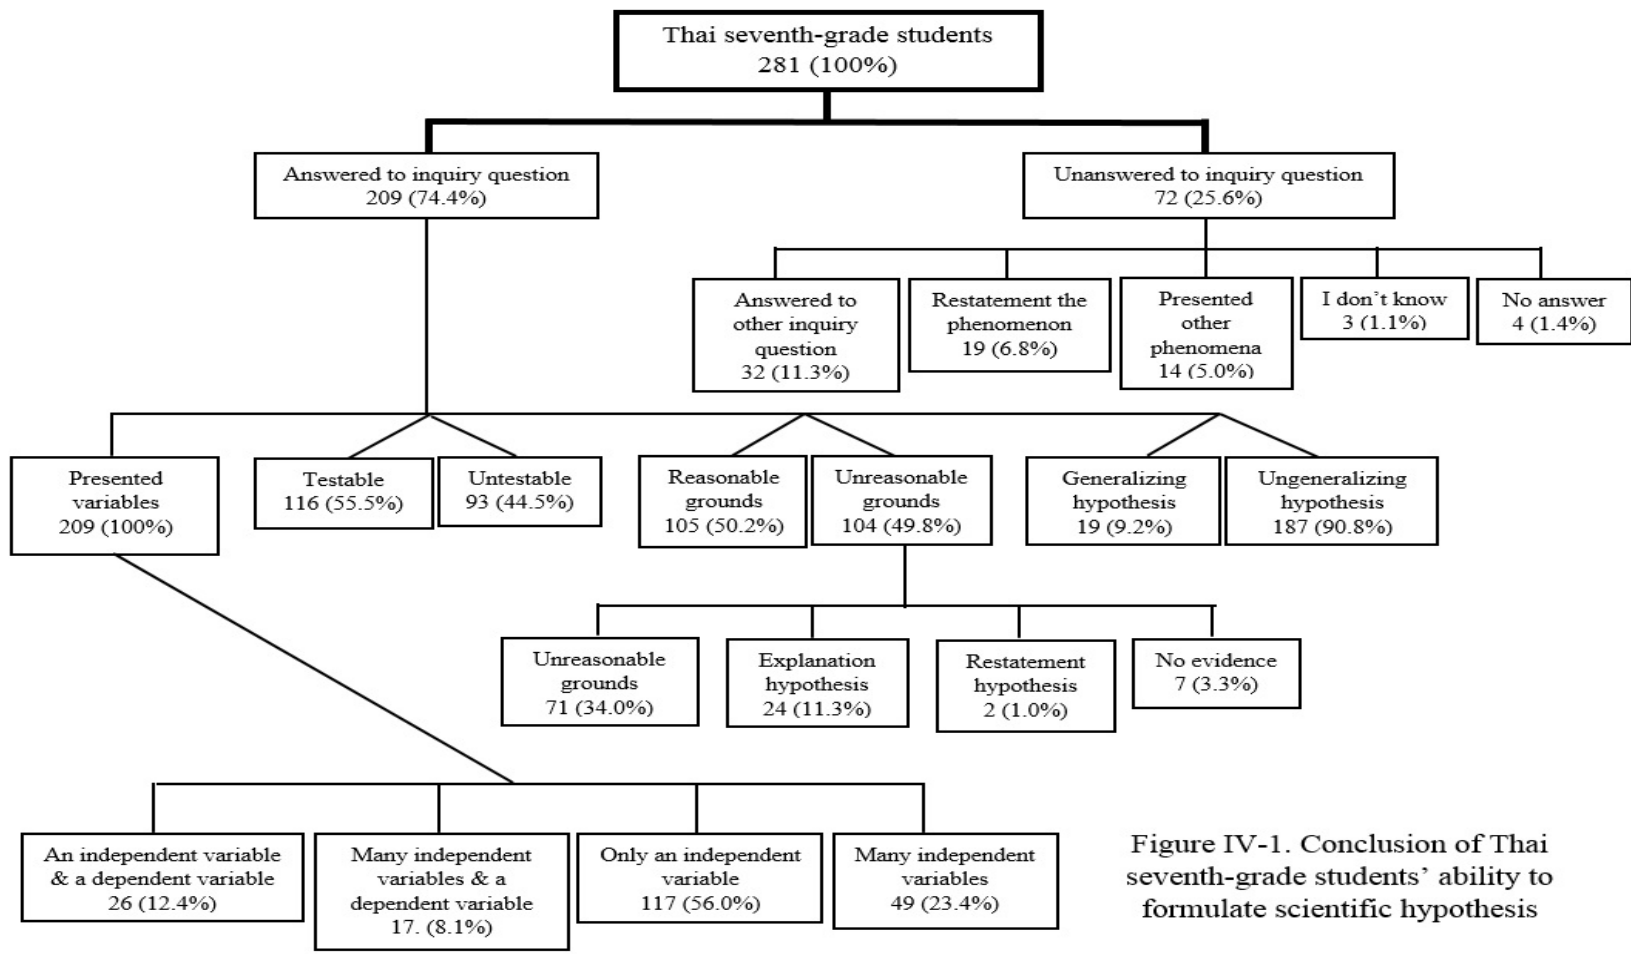 Thai seventh-grade students
281 (100%)
Answered to inquiry question
209 (74.4%)
Unanswered to inquiry question
72 (25.6%)
Answered to
other inquiry
question
32 (11.3%)
Restatement the
phenomenon
19 (6.8%)
Presented
other
phenomena
14 (5.0%)
I don’t know
3 (1.1%)
No answer
4 (1.4%)
Presented
variables
209 (100%)
Testable
116 (55.5%)
Untestable
93 (44.5%)
Reasonable
grounds
105 (50.2%)
Unreasonable
grounds
104 (49.8%)
Generalizing
hypothesis
19 (9.2%)
Ungeneralizing
hypothesis
187 (90.8%)
Unreasonable
grounds
71 (34.0%)
Explanation
hypothesis
24 (11.3%)
Restatement
hypothesis
2 (1.0%)
No evidence
7 (3.3%)
An independent variable
& a dependent variable
26 (12.4%)
Many independent
variables & a
dependent variable
17. (8.1%)
Only an independent
variable
117 (56.0%)
Many independent
variables
49 (23.4%)
Figure IV-1. Conclusion of Thai
seventh-grade students’ ability to
formulate scientific hypothesis